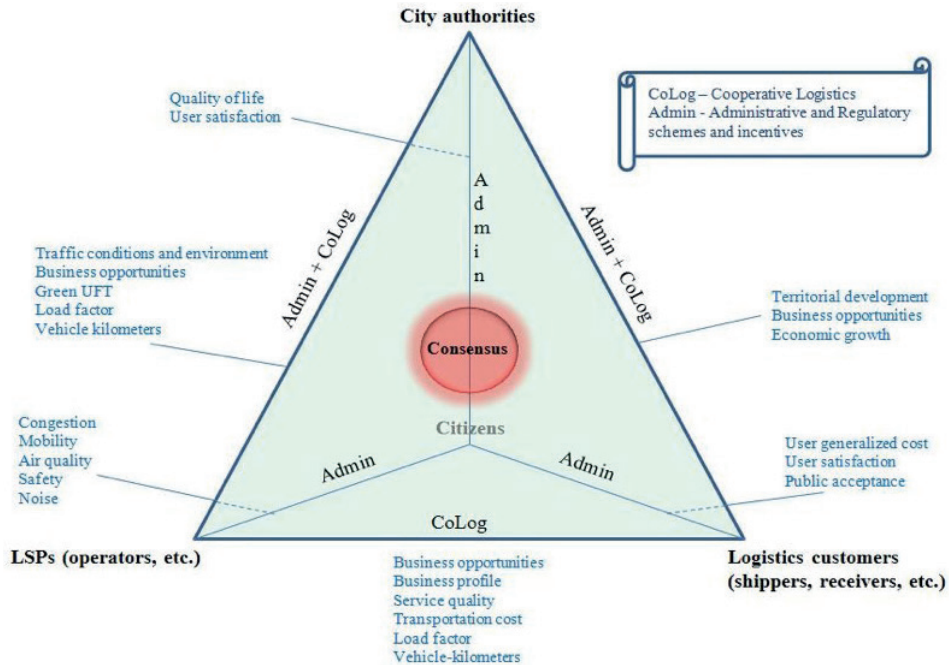 City authorities
CoLog – Cooperative Logistics
Admin - Administrative and Regulatory
schemes and incentives
Quality of life
User satisfaction
Admin
Admin + CoLog
Admin + CoLog
Traffic conditions and environment
Business opportunities
Green UFT
Load factor
Vehicle kilometers
Territorial development
Business opportunities
Economic growth
Consensus
Citizens
Congestion
Mobility
Air quality
Safety
Noise
Admin
Admin
User generalized cost
User satisfaction
Public acceptance
CoLog
LSPs (operators, etc.)
Logistics customers
(shippers, receivers, etc.)
Business opportunities
Business profile
Service quality
Transportation cost
Load factor
Vehicle-kilometers